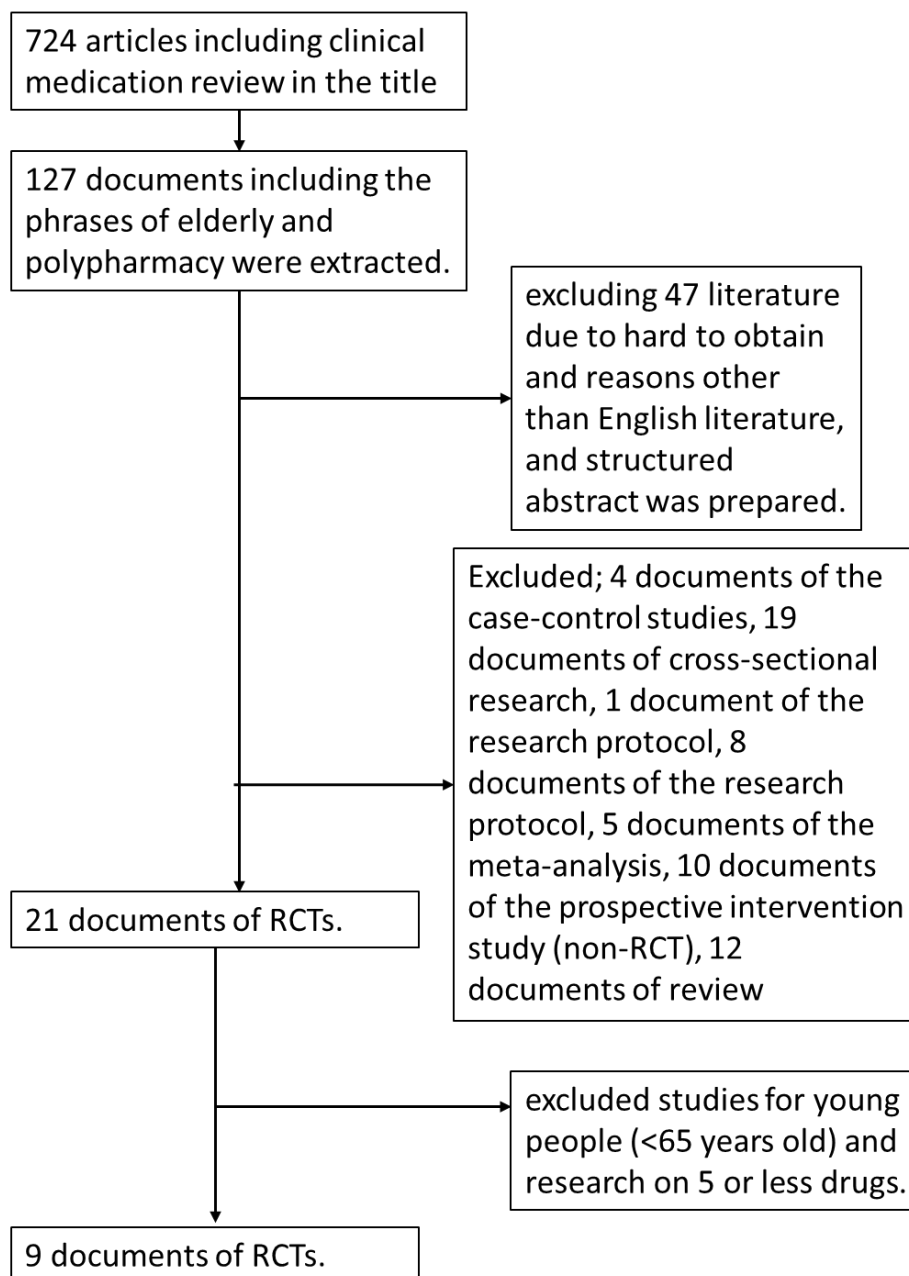 724 articles including clinical
medication review in the title
127 documents including the
phrases of elderly and
polypharmacy were extracted.
excluding 47 literature
due to hard to obtain
and reasons other
than English literature,
and structured
abstract was prepared.
Excluded; 4 documents of the
case-control studies, 19
documents of cross-sectional
research, 1 document of the
research protocol, 8
documents of the research
protocol, 5 documents of the
meta-analysis, 10 documents
of the prospective intervention
study (non-RCT), 12
documents of review
21 documents of RCTs.
excluded studies for young
people (<65 years old) and
research on 5 or less drugs.
9 documents of RCTs.